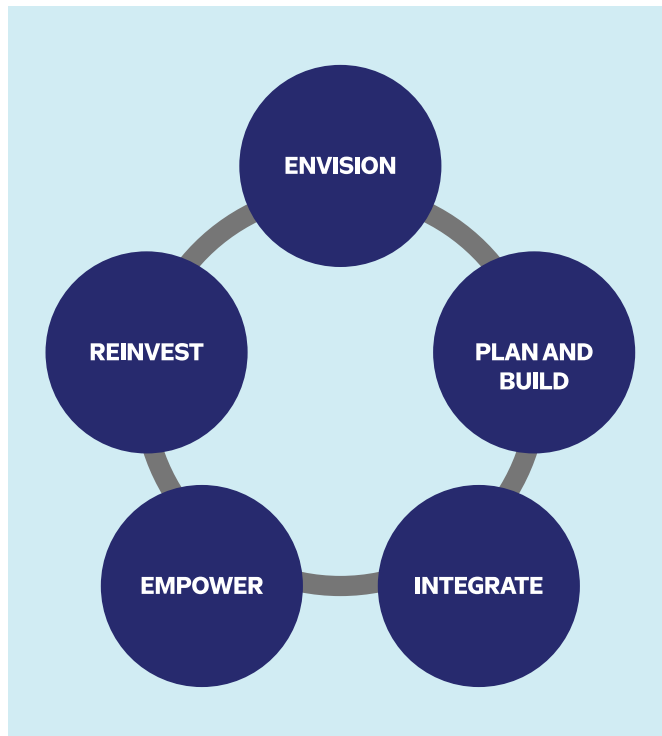 ENVISION
PLAN AND
BUILD
INTEGRATE
EMPOWER
REINVEST